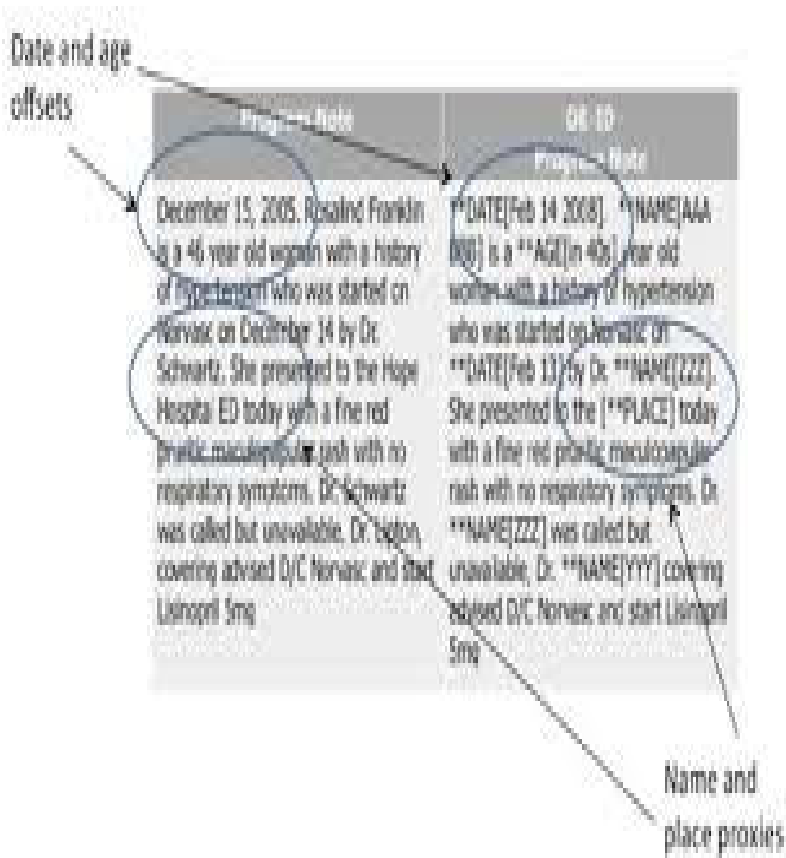 Date and age
offsets
Program Note
DE-ID
Program Note
December 15, 2005. Rosalind Franklin
is a 46 year old woman with a history
of hypertension who was started on
Norvasc on December 14 by Dr.
Schwartz. She presented to the Hope
Hospital ED today with a fine red
maculopapular rash with no
respiratory symptoms. Dr. Schwartz
was called but unavailable. Dr.
covering advised D/C Norvasc and start
Lisinopril 5mg
**DATE[Feb 14 2008]. **NAME[AAA
is a **AGE[in 40s] year old
woman with a history of hypertension
who was started on Norvasc on
**DATE[Feb 13] by Dr. **NAME[ZZZ].
She presented to the [**PLACE] today
with a fine red maculopapular
rash with no respiratory symptoms. Dr.
**NAME[ZZZ] was called but
unavailable, Dr. **NAME[YYY] covering
advised D/C Norvasc and start Lisinopril
5mg
Name and
place proxies